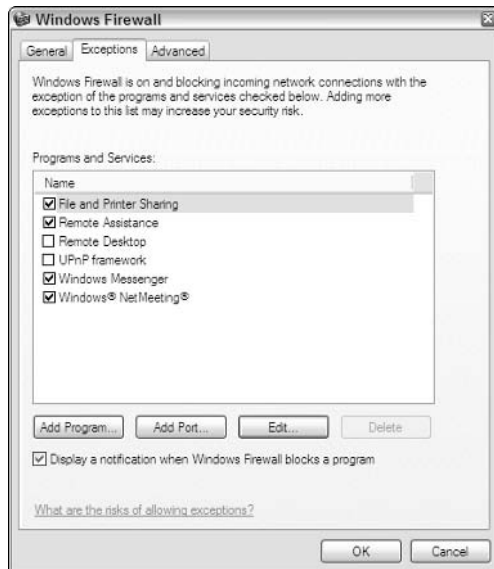 Windows Firewall
General Exceptions Advanced
Windows Firewall is on and blocking incoming network connections with the
exception of the programs and services checked below. Adding more
exceptions to this list may increase your security risk.
Programs and Services:
Name
File and Printer Sharing
Remote Assistance
Remote Desktop
UPnP framework
Windows Messenger
Windows® NetMeeting®
Add Program... Add Port... Edit... Delete
Display a notification when Windows Firewall blocks a program
What are the risks of allowing exceptions?
OK Cancel